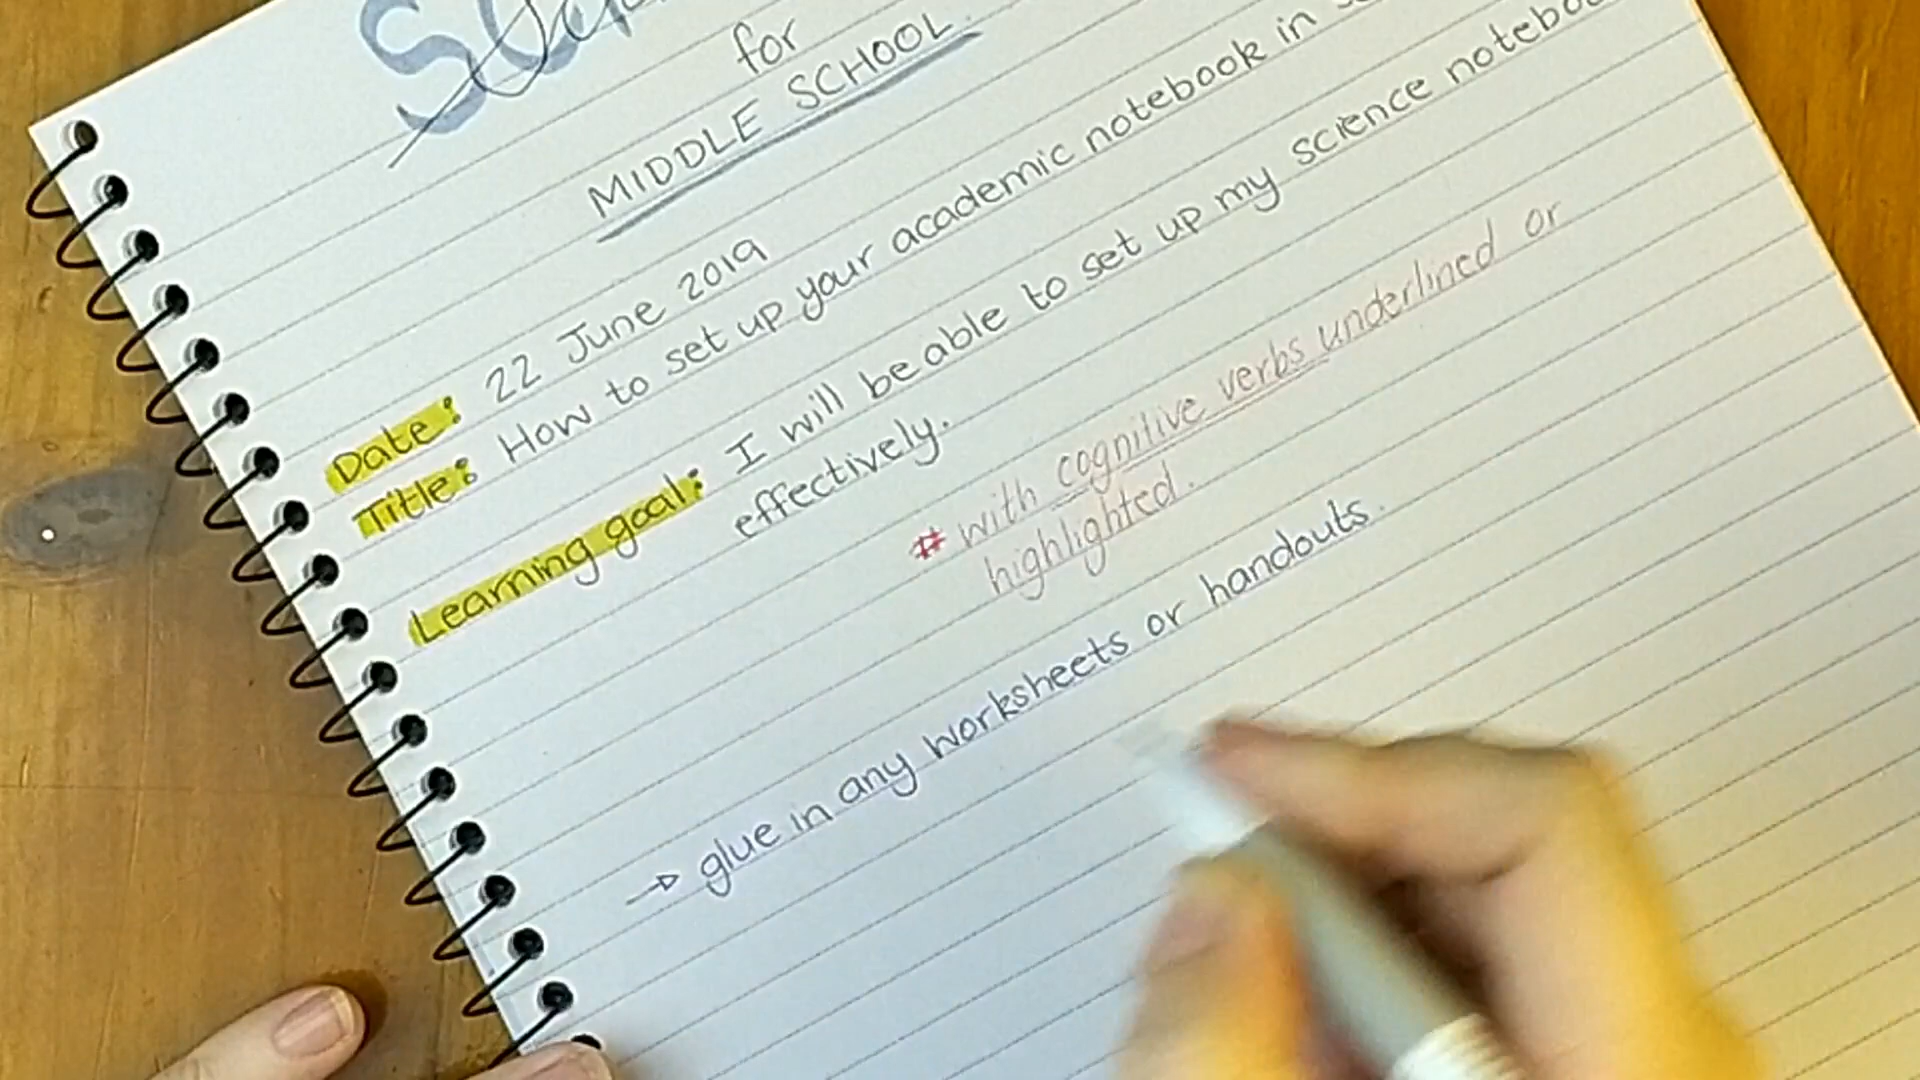 for
MIDDLE SCHOOL
Date: 22 June 2019
Title: How to set up your academic notebook in
Learning goal: I will be able to set up my science
effectively.
# with cognitive verbs underlined or
highlighted.
→ glue in any worksheets or handouts.